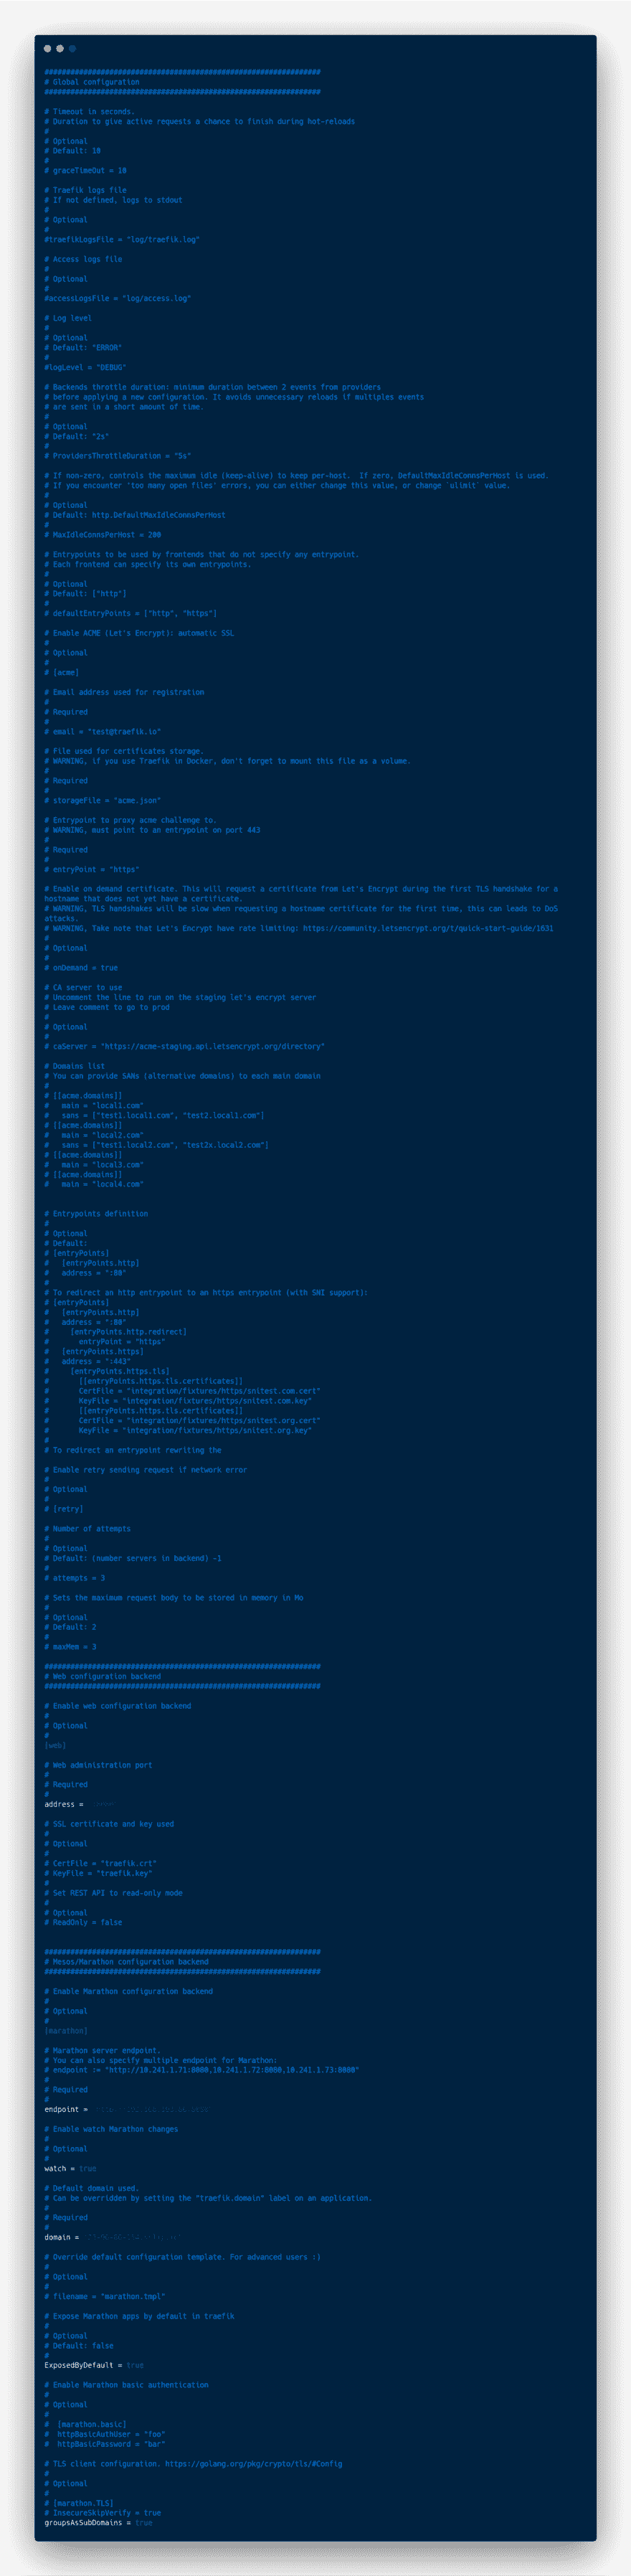 ################################################################
# Global configuration
################################################################

# Timeout in seconds.
# Duration to give active requests a chance to finish during hot-reloads
#
# Optional
# Default: 10
#
# graceTimeOut = 10

# Traefik logs file
# If not defined, logs to stdout
#
# Optional
#
#traefikLogsFile = "log/traefik.log"

# Access logs file
#
# Optional
#
#accessLogsFile = "log/access.log"

# Log level
#
# Optional
# Default: "ERROR"
#
#logLevel = "DEBUG"

# Backends throttle duration: minimum duration between 2 events from providers
# before applying a new configuration. It avoids unnecessary reloads if multiples events
# are sent in a short amount of time.
#
# Optional
# Default: "2s"
#
# ProvidersThrottleDuration = "5s"

# If non-zero, controls the maximum idle (keep-alive) to keep per-host.  If zero, DefaultMaxIdleConnsPerHost is used.
# If you encounter 'too many open files' errors, you can either change this value, or change `ulimit` value.
#
# Optional
# Default: http.DefaultMaxIdleConnsPerHost
#
# MaxIdleConnsPerHost = 200

# Entrypoints to be used by frontends that do not specify any entrypoint.
# Each frontend can specify its own entrypoints.
#
# Optional
# Default: ["http"]
#
# defaultEntryPoints = ["http", "https"]

# Enable ACME (Let's Encrypt): automatic SSL
#
# Optional
#
# [acme]

# Email address used for registration
#
# Required
#
# email = "test@traefik.io"

# File used for certificates storage.
# WARNING, if you use Traefik in Docker, don't forget to mount this file as a volume.
#
# Required
#
# storageFile = "acme.json"

# Entrypoint to proxy acme challenge to.
# WARNING, must point to an entrypoint on port 443
#
# Required
#
# entryPoint = "https"

# Enable on demand certificate. This will request a certificate from Let's Encrypt during the first TLS handshake for a
hostname that does not yet have a certificate.
# WARNING, TLS handshakes will be slow when requesting a hostname certificate for the first time, this can leads to DoS
attacks.
# WARNING, Take note that Let's Encrypt have rate limiting: https://community.letsencrypt.org/t/quick-start-guide/1631
#
# Optional
#
# onDemand = true

# CA server to use
# Uncomment the line to run on the staging let's encrypt server
# Leave comment to go to prod
#
# Optional
#
# caServer = "https://acme-staging.api.letsencrypt.org/directory"

# Domains list
# You can provide SANs (alternative domains) to each main domain
#
# [[acme.domains]]
#   main = "local1.com"
#   sans = ["test1.local1.com", "test2.local1.com"]
# [[acme.domains]]
#   main = "local2.com"
#   sans = ["test1.local2.com", "test2x.local2.com"]
# [[acme.domains]]
#   main = "local3.com"
# [[acme.domains]]
#   main = "local4.com"

# Entrypoints definition
#
# Optional
# Default:
# [entryPoints]
#   [entryPoints.http]
#   address = ":80"
#
# To redirect an http entrypoint to an https entrypoint (with SNI support):
# [entryPoints]
#   [entryPoints.http]
#   address = ":80"
#     [entryPoints.http.redirect]
#       entryPoint = "https"
#   [entryPoints.https]
#   address = ":443"
#     [entryPoints.https.tls]
#       [[entryPoints.https.tls.certificates]]
#       CertFile = "integration/fixtures/https/snitest.com.cert"
#       KeyFile = "integration/fixtures/https/snitest.com.key"
#       [[entryPoints.https.tls.certificates]]
#       CertFile = "integration/fixtures/https/snitest.org.cert"
#       KeyFile = "integration/fixtures/https/snitest.org.key"
#
# To redirect an entrypoint rewriting the

# Enable retry sending request if network error
#
# Optional
#
# [retry]

# Number of attempts
#
# Optional
# Default: (number servers in backend) -1
#
# attempts = 3

# Sets the maximum request body to be stored in memory in Mo
#
# Optional
# Default: 2
#
# maxMem = 3

################################################################
# Web configuration backend
################################################################

# Enable web configuration backend
#
# Optional
#
[web]

# Web administration port
#
# Required
#
address =

# SSL certificate and key used
#
# Optional
#
# CertFile = "traefik.crt"
# KeyFile = "traefik.key"
#
# Set REST API to read-only mode
#
# Optional
# ReadOnly = false

################################################################
# Mesos/Marathon configuration backend
################################################################

# Enable Marathon configuration backend
#
# Optional
#
[marathon]

# Marathon server endpoint.
# You can also specify multiple endpoint for Marathon:
# endpoint := "http://10.241.1.71:8080,10.241.1.72:8080,10.241.1.73:8080"
#
# Required
#
endpoint =

# Enable watch Marathon changes
#
# Optional
#
watch = true

# Default domain used.
# Can be overridden by setting the "traefik.domain" label on an application.
#
# Required
#
domain =

# Override default configuration template. For advanced users :)
#
# Optional
#
# filename = "marathon.tmpl"

# Expose Marathon apps by default in traefik
#
# Optional
# Default: false
#
ExposedByDefault = true

# Enable Marathon basic authentication
#
# Optional
#
#  [marathon.basic]
#  httpBasicAuthUser = "foo"
#  httpBasicPassword = "bar"

# TLS client configuration. https://golang.org/pkg/crypto/tls/#Config
#
# Optional
#
# [marathon.TLS]
# InsecureSkipVerify = true
groupsAsSubDomains = true